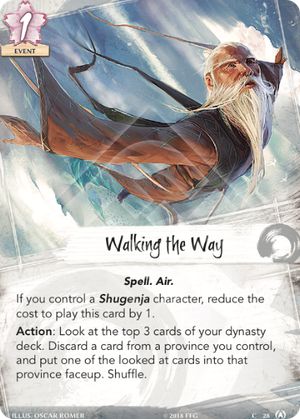 1
EVENT
Walking the Way
Spell. Air.
If you control a Shugenja character, reduce the
cost to play this card by 1.
Action: Look at the top 3 cards of your dynasty
deck. Discard a card from a province you control,
and put one of the looked at cards into that
province faceup. Shuffle.
ILLUS. OSCAR RÖMER
© 2018 FFG
C 28